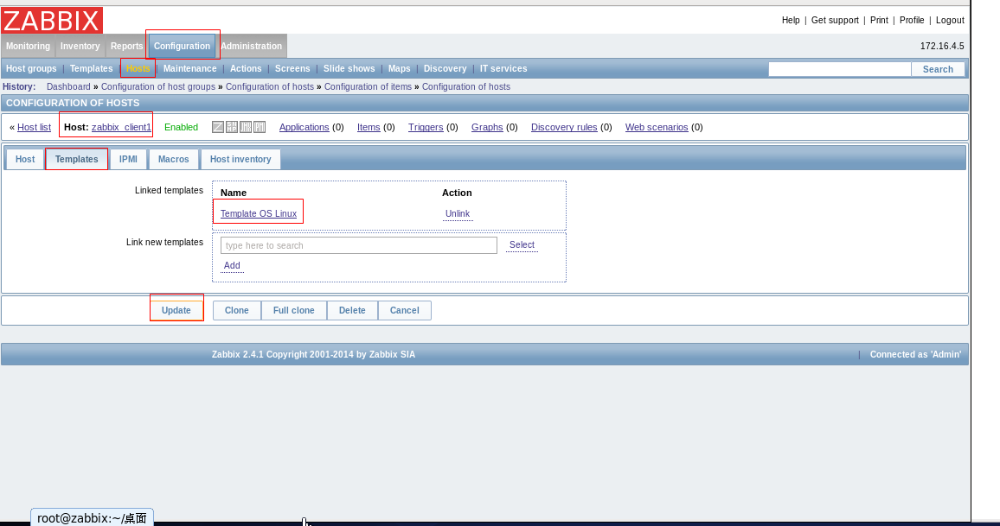 ZABBIX
Help | Get support | Print | Profile | Logout
Monitoring Inventory Reports Configuration Administration 172.16.4.5
Host groups | Templates | Hosts | Maintenance | Actions | Screens | Slide shows | Maps | Discovery | IT services Search
History: Dashboard » Configuration of host groups » Configuration of hosts » Configuration of items » Configuration of hosts
CONFIGURATION OF HOSTS
« Host list Host: zabbix_client1 Enabled Applications (0) Items (0) Triggers (0) Graphs (0) Discovery rules (0) Web scenarios (0)
Host Templates IPMI Macros Host inventory
Linked templates Name Action
Template OS Linux Unlink
Link new templates type here to search Select
Add
Update Clone Full clone Delete Cancel
Zabbix 2.4.1 Copyright 2001-2014 by Zabbix SIA | Connected as 'Admin'
root@zabbix:~/桌面